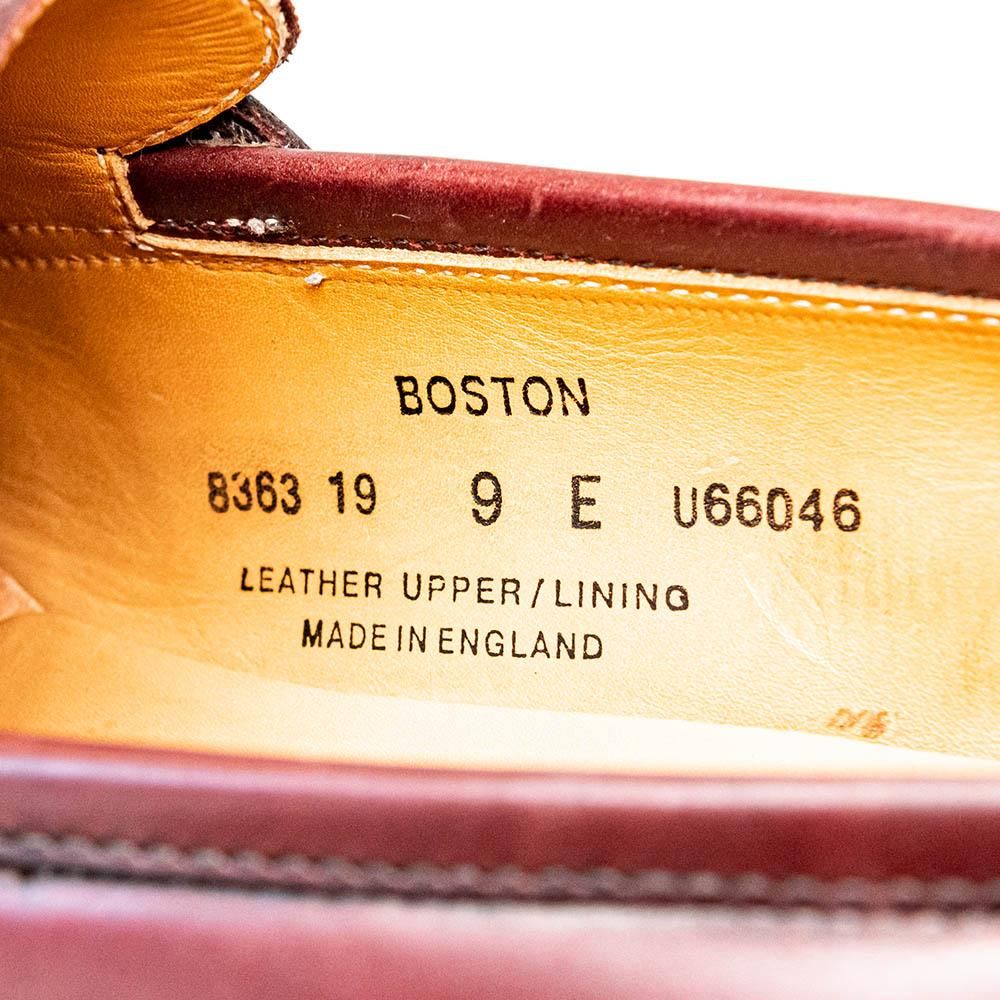 BOSTON
8363 19 9 E U66046
LEATHER UPPER/LINING
MADE IN ENGLAND